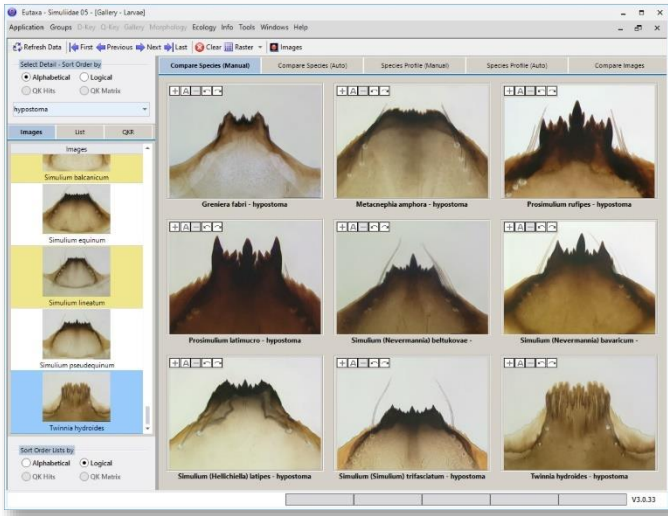 Eutaxa - Simuliidae 05 - [Gallery - Larvae]
Application Groups O-Key Q-Key Gallery Morphology Ecology Info Tools Windows Help
Refresh Data First Previous Next Last Clear Raster Images
Select Detail - Sort Order by
Alphabetical Logical
QK Hits QK Matrix
hypostoma
Images List QKR
Images
Simulium balcanicum
Simulium equinum
Simulium lineatum
Simulium pseudequinum
Twinnia hydroides
Sort Order Lists by
Alphabetical Logical
QK Hits QK Matrix
Compare Species (Manual) Compare Species (Auto) Species Profile (Manual) Species Profile (Auto) Compare Images
Greniera fabri - hypostoma Metacnephia amphora - hypostoma Prosimulium rufipes - hypostoma
Prosimulium latimucro - hypostoma Simulium (Nevermannia) beltukovae - Simulium (Nevermannia) bavaricum -
Simulium (Hellichiella) latipes - hypostoma Simulium (Simulium) trifasciatum - hypostoma Twinnia hydroides - hypostoma
V3.0.33